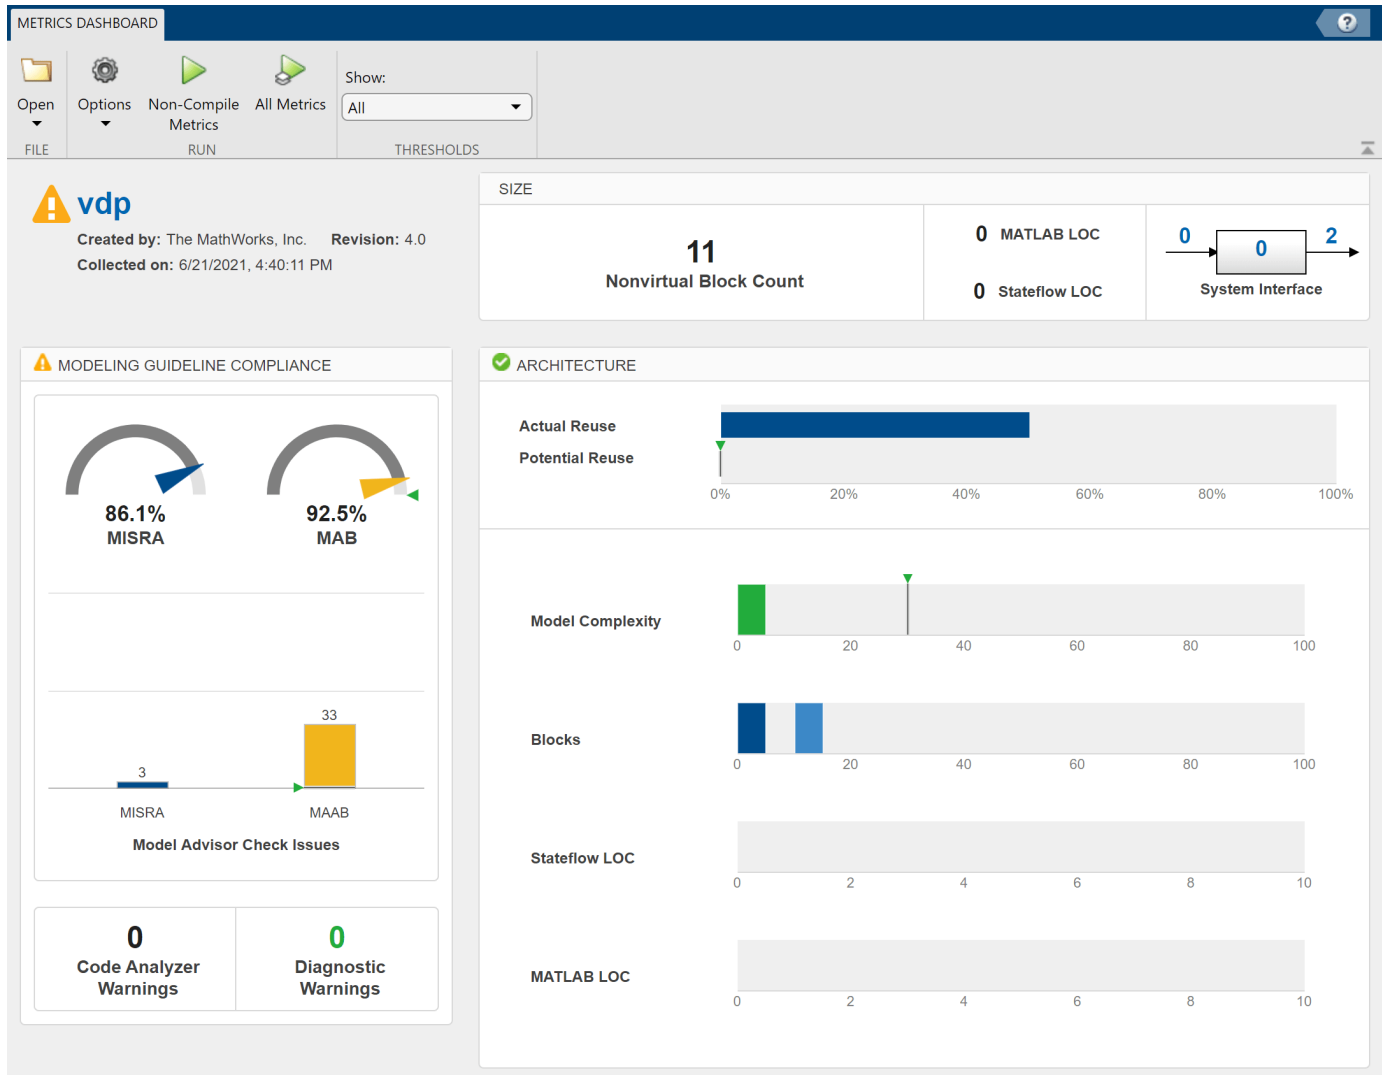 METRICS DASHBOARD
?
Open
Options
Non-Compile
Metrics
All Metrics
Show:
All
FILE
RUN
THRESHOLDS
vdp
Created by: The MathWorks, Inc. Revision: 4.0
Collected on: 6/21/2021, 4:40:11 PM
SIZE
11
Nonvirtual Block Count
0 MATLAB LOC
0 Stateflow LOC
0
0
2
System Interface
MODELING GUIDELINE COMPLIANCE
86.1%
MISRA
92.5%
MAB
3
33
MISRA
MAAB
Model Advisor Check Issues
0
Code Analyzer
Warnings
0
Diagnostic
Warnings
ARCHITECTURE
Actual Reuse
Potential Reuse
0% 20% 40% 60% 80% 100%
Model Complexity
0 20 40 60 80 100
Blocks
0 20 40 60 80 100
Stateflow LOC
0 2 4 6 8 10
MATLAB LOC
0 2 4 6 8 10